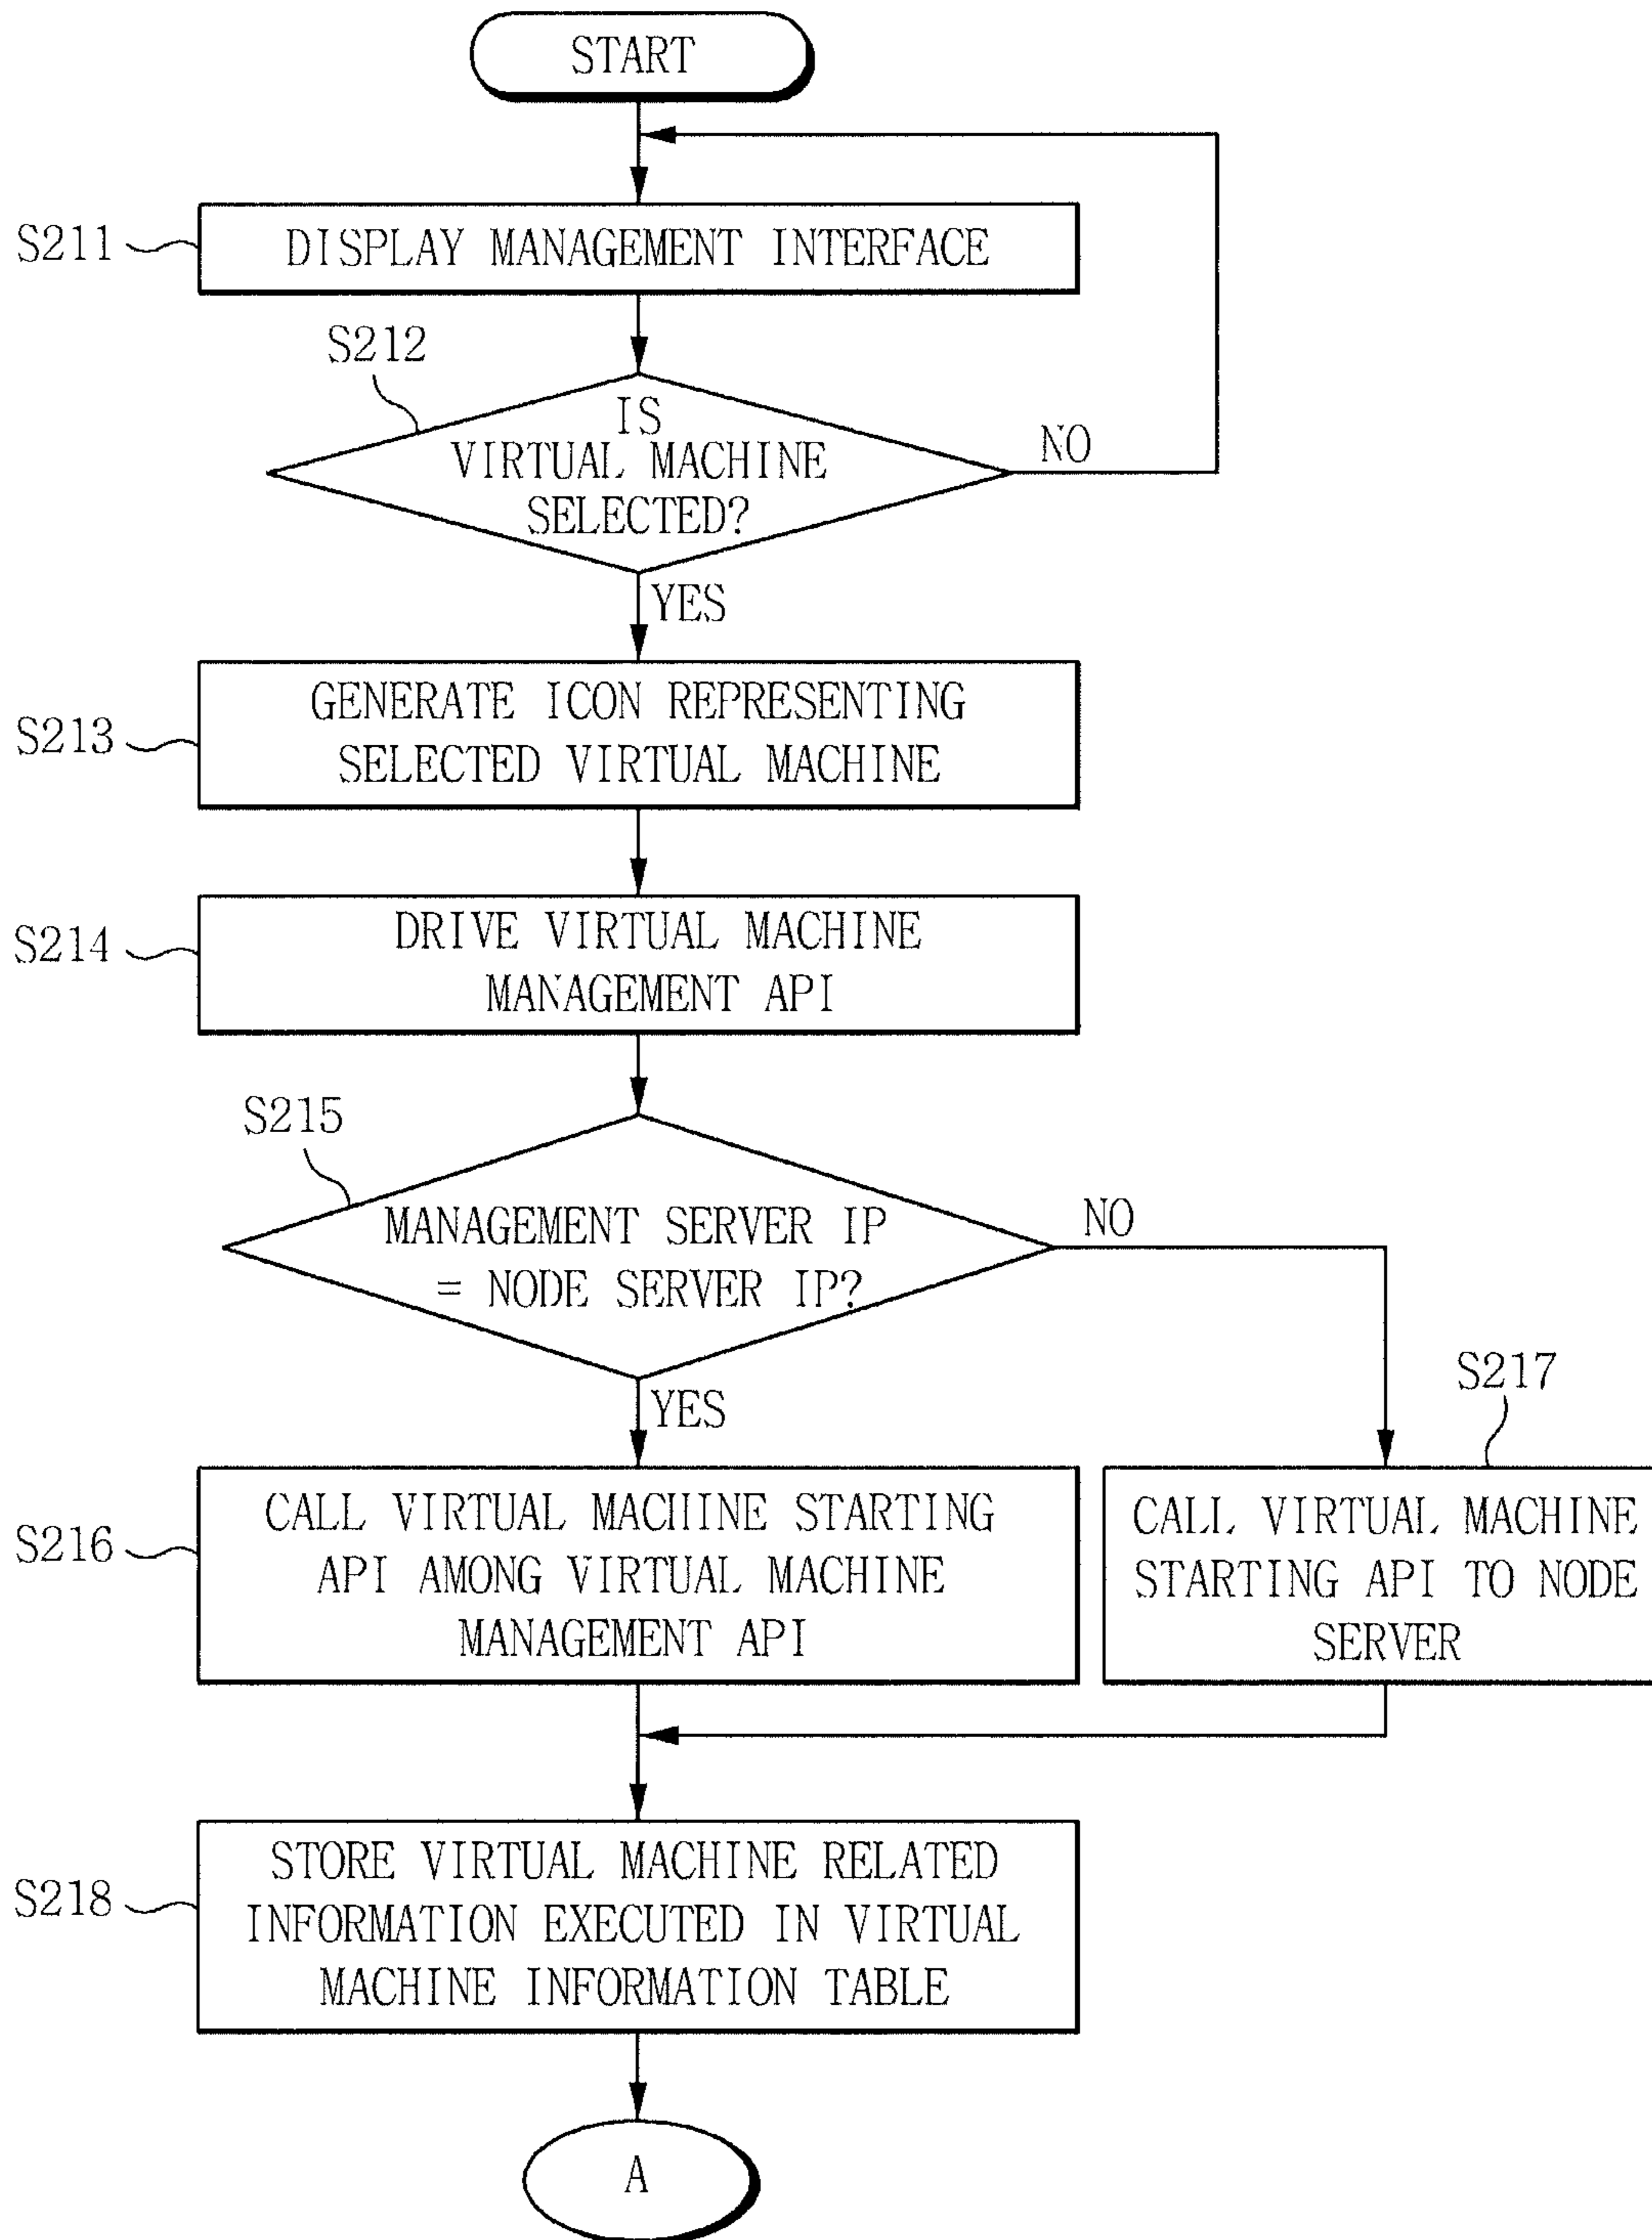 START
S211
DISPLAY MANAGEMENT INTERFACE
S212
IS
VIRTUAL MACHINE
SELECTED?
NO
YES
S213
GENERATE ICON REPRESENTING
SELECTED VIRTUAL MACHINE
S214
DRIVE VIRTUAL MACHINE
MANAGEMENT API
S215
MANAGEMENT SERVER IP
= NODE SERVER IP?
NO
YES
S216
CALL VIRTUAL MACHINE STARTING
API AMONG VIRTUAL MACHINE
MANAGEMENT API
S217
CALL VIRTUAL MACHINE
STARTING API TO NODE
SERVER
S218
STORE VIRTUAL MACHINE RELATED
INFORMATION EXECUTED IN VIRTUAL
MACHINE INFORMATION TABLE
A